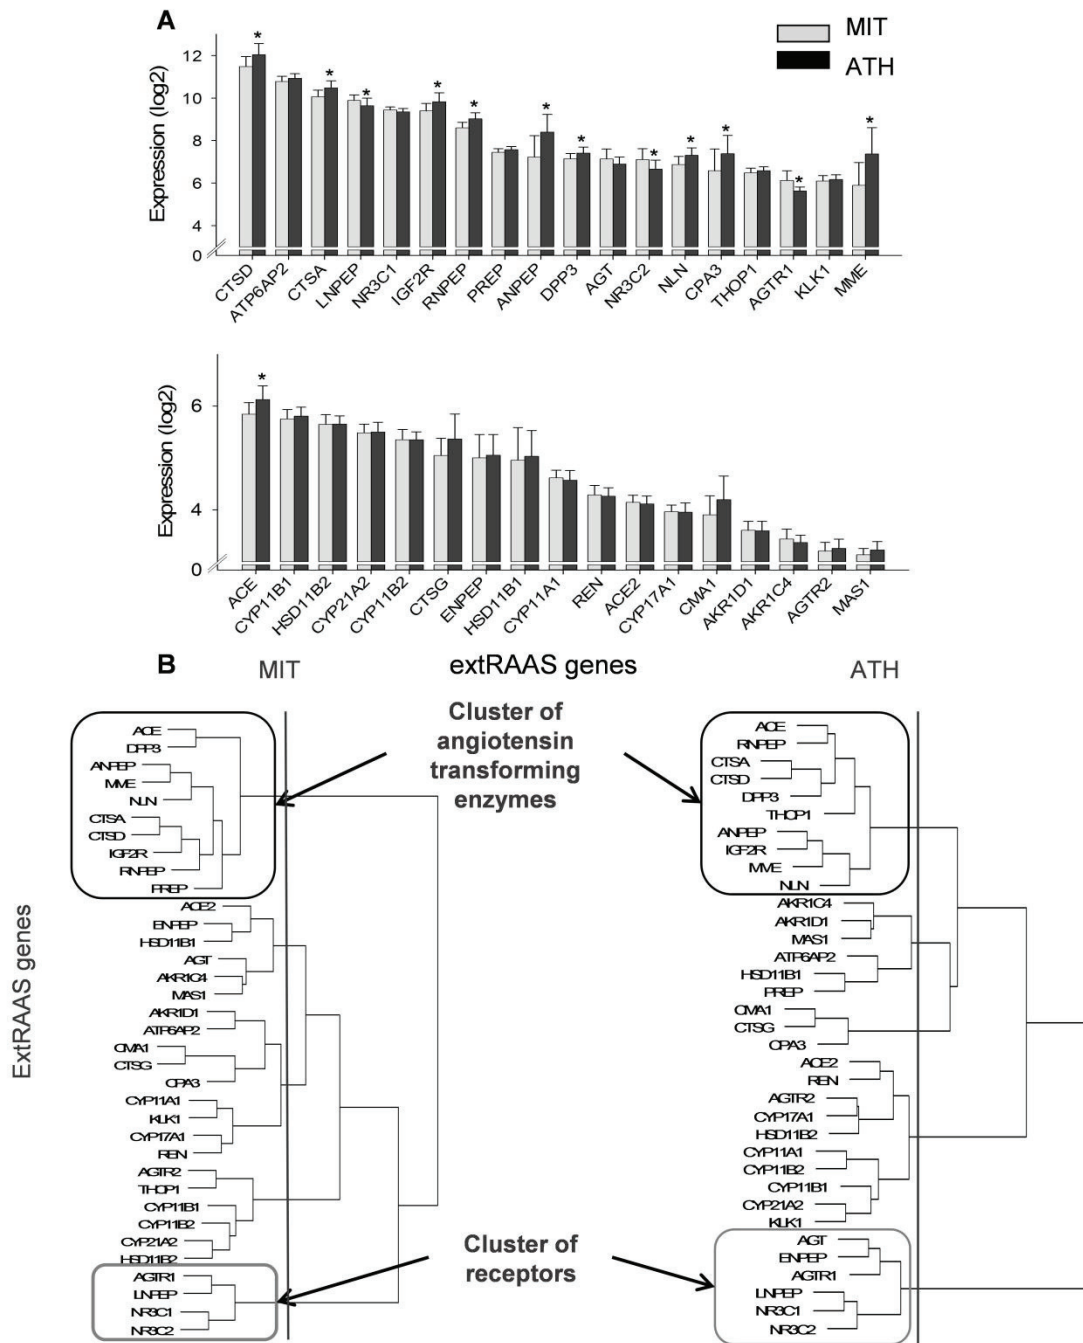 A
MIT
ATH
Expression (log2)
12
10
8
6
4
0
* * * * * * * * * * * * *
CTSD
ATP6AP2
CTSA
LNPEP
NR3C1
IGF2R
RNPEP
PREP
ANPEP
DPP3
AGT
NR3C2
NLN
CPA3
THOP1
AGTR1
KLK1
MME
Expression (log2)
6
4
0
*
ACE
CYP11B1
HSD11B2
CYP21A2
CYP11B2
CTSG
ENPEP
HSD11B1
CYP11A1
REN
ACE2
CYP17A1
CMA1
AKR1D1
AKR1C4
AGTR2
MAS1
extRAAS genes
B
MIT
ATH
ExtRAAS genes
ACE
DPP3
ANPEP
MME
NLN
CTSA
CTSD
IGF2R
RNPEP
PREP
ACE2
ENPEP
HSD11B1
AGT
AKR1C4
MAS1
AKR1D1
ATP6AP2
CMA1
CTSG
CPA3
CYP11A1
KLK1
CYP17A1
REN
AGTR2
THOP1
CYP11B1
CYP11B2
CYP21A2
HSD11B2
AGTR1
LNPEP
NR3C1
NR3C2
Cluster of
angiotensin
transforming
enzymes
Cluster of
receptors
ACE
RNPEP
CTSA
CTSD
DPP3
THOP1
ANPEP
IGF2R
MME
NLN
AKR1C4
AKR1D1
MAS1
ATP6AP2
HSD11B1
PREP
CMA1
CTSG
CPA3
ACE2
REN
AGTR2
CYP17A1
HSD11B2
CYP11A1
CYP11B2
CYP11B1
CYP21A2
KLK1
AGT
ENPEP
AGTR1
LNPEP
NR3C1
NR3C2